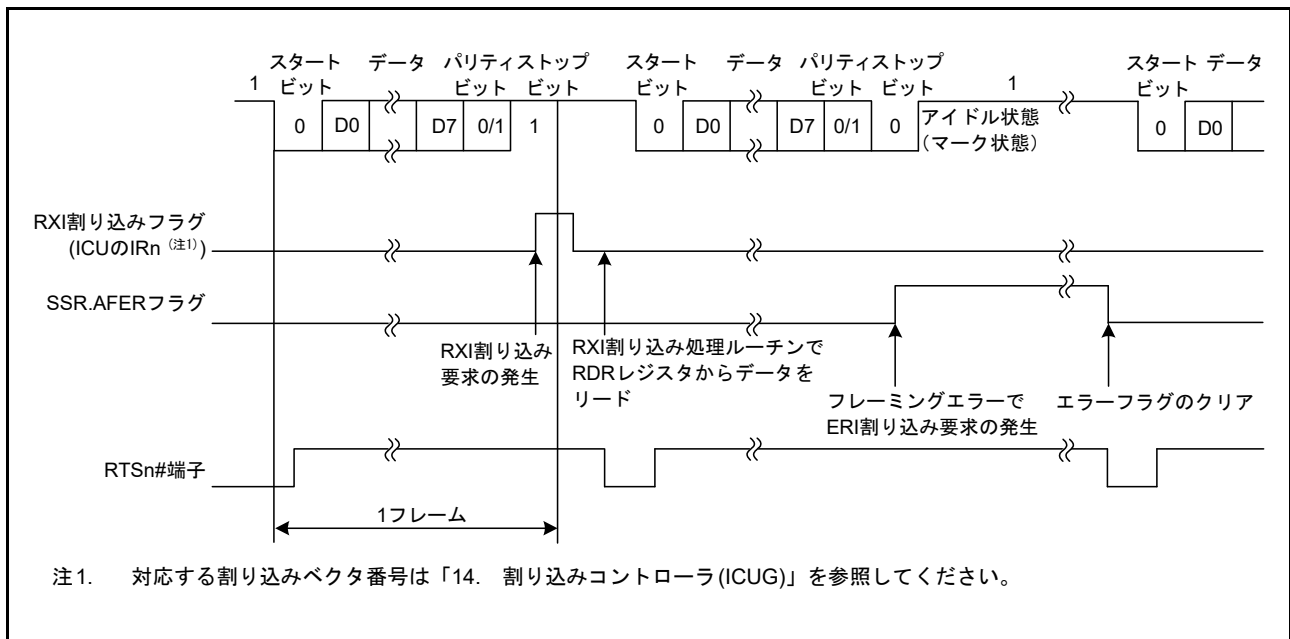 スタート データ パリティストップ スタート データ パリティストップ スタート データ
1 ビット ビット ビット ビット ビット ビット 1 ビット
0 D0 D7 0/1 1 0 D0 D7 0/1 0 アイドル状態 0 D0
(マーク状態)
RXI割り込みフラグ
(ICUのIRn (注1))
SSR.AFERフラグ
RXI割り込み
要求の発生
RXI割り込み処理ルーチンで
RDRレジスタからデータを
リード
フレーミングエラーで
ERI割り込み要求の発生
エラーフラグのクリア
RTSn#端子
1フレーム
注1. 対応する割り込みベクタ番号は「14. 割り込みコントローラ(ICUG)」を参照してください。